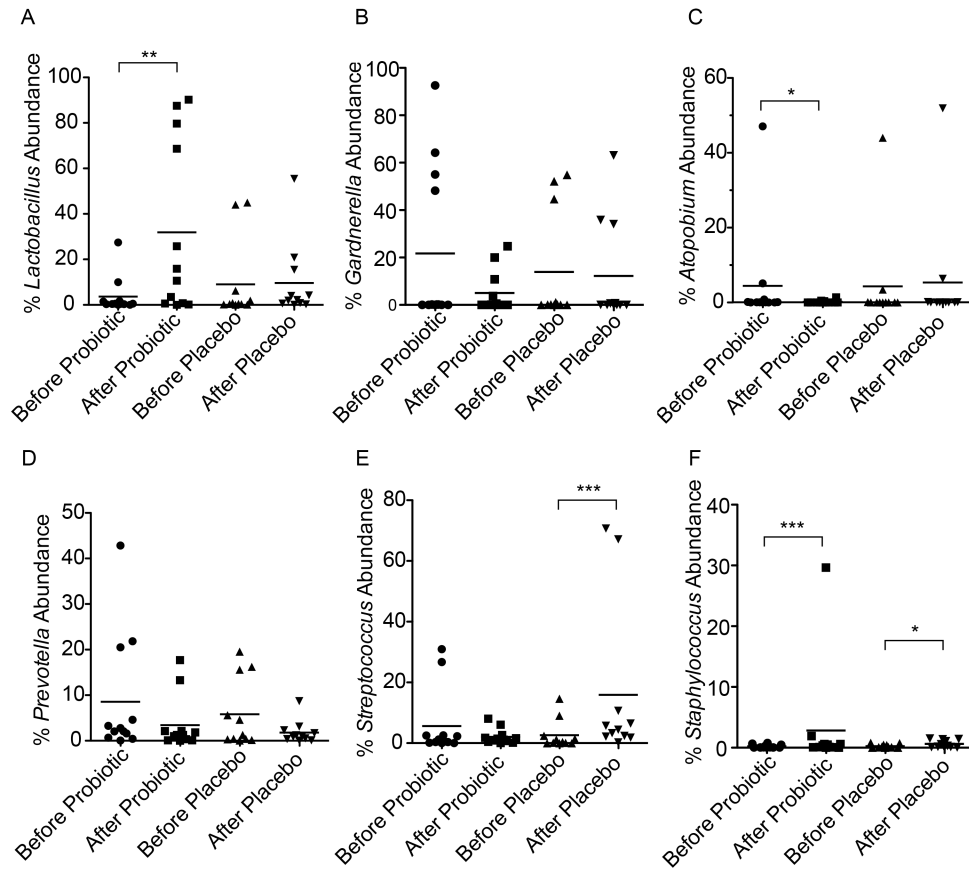 A
**
100
80
60
40
20
0
% Lactobacillus Abundance
Before Probiotic
After Probiotic
Before Placebo
After Placebo
B
100
80
60
40
20
0
% Gardnerella Abundance
Before Probiotic
After Probiotic
Before Placebo
After Placebo
C
*
60
40
20
0
% Atopobium Abundance
Before Probiotic
After Probiotic
Before Placebo
After Placebo
D
50
40
30
20
10
0
% Prevotella Abundance
Before Probiotic
After Probiotic
Before Placebo
After Placebo
E
***
80
60
40
20
0
% Streptococcus Abundance
Before Probiotic
After Probiotic
Before Placebo
After Placebo
F
***
*
40
30
20
10
0
% Staphylococcus Abundance
Before Probiotic
After Probiotic
Before Placebo
After Placebo